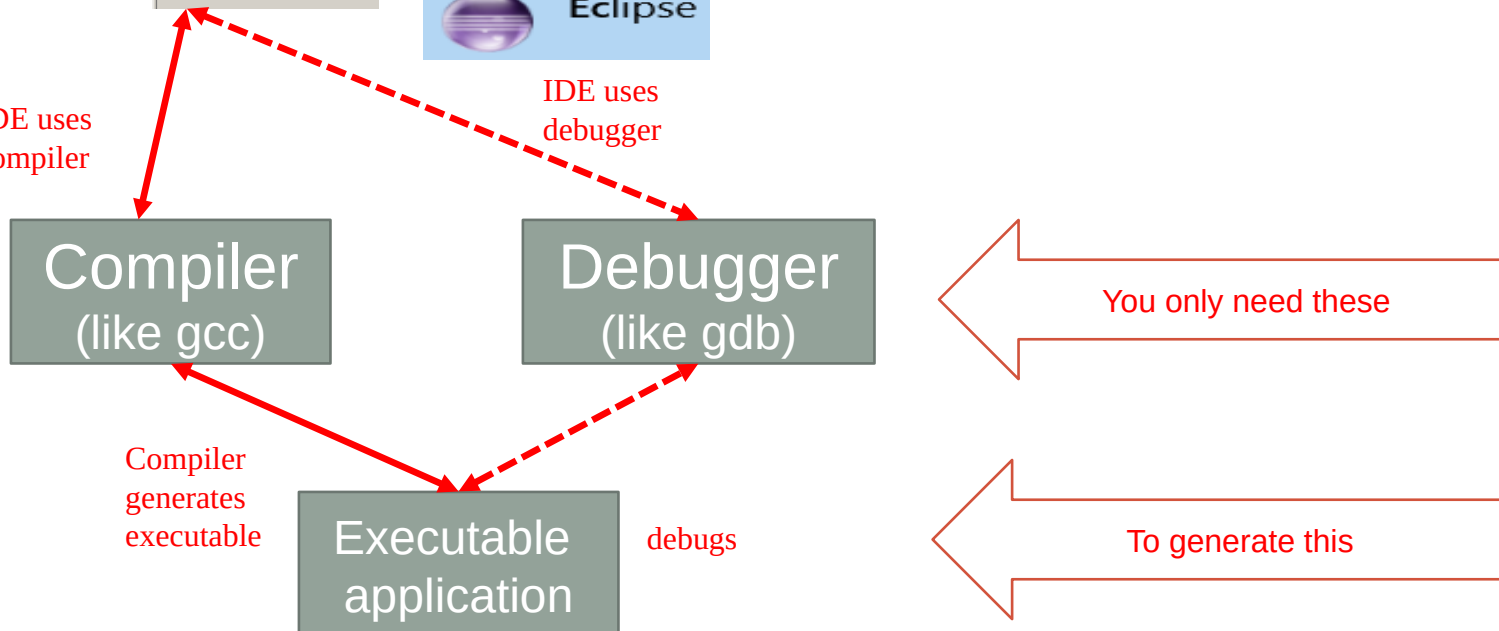 Eclipse
IDE uses
debugger
uses
Compiler
(like gcc)
Debugger
(like gdb)
You only need these
Compiler
generates
executable
Executable
application
debugs
To generate this